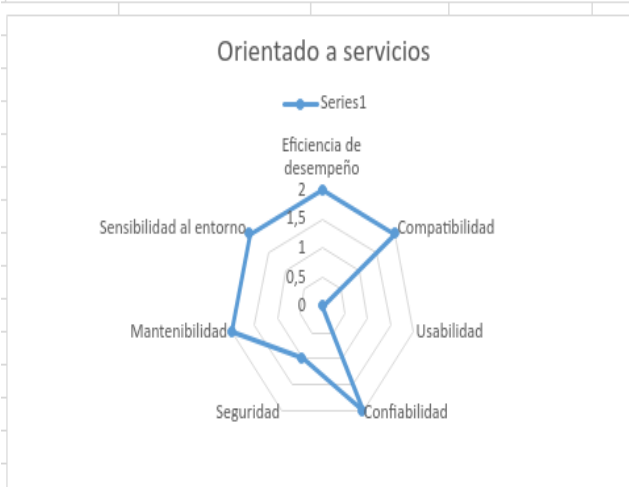 Orientado a servicios
Series1
Eficiencia de
desempeño
2
Sensibilidad al entorno
1,5
Compatibilidad
1
0,5
0
Mantenibilidad
Usabilidad
Seguridad
Confiabilidad